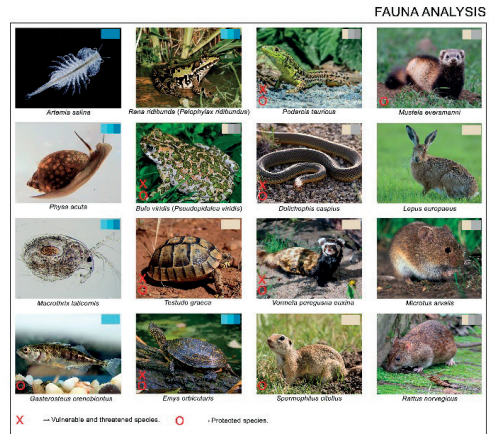 FAUNA ANALYSIS
Artemia salina
Rana ridibunda (Pelophylax ridibundus)
Podarcis tauricus
Mustela eversmanni
Physa acuta
Bufo viridis (Pseudepidalea viridis)
Dolichophis caspius
Lepus europaeus
Macrothrix laticornis
Testudo graeca
Vormela peregusna euxina
Microtus arvalis
Gasterosteus crenobiontus
Emys orbicularis
Spermophilus citellus
Rattus norvegicus
X → Vulnerable and threatened species. O → Protected species.